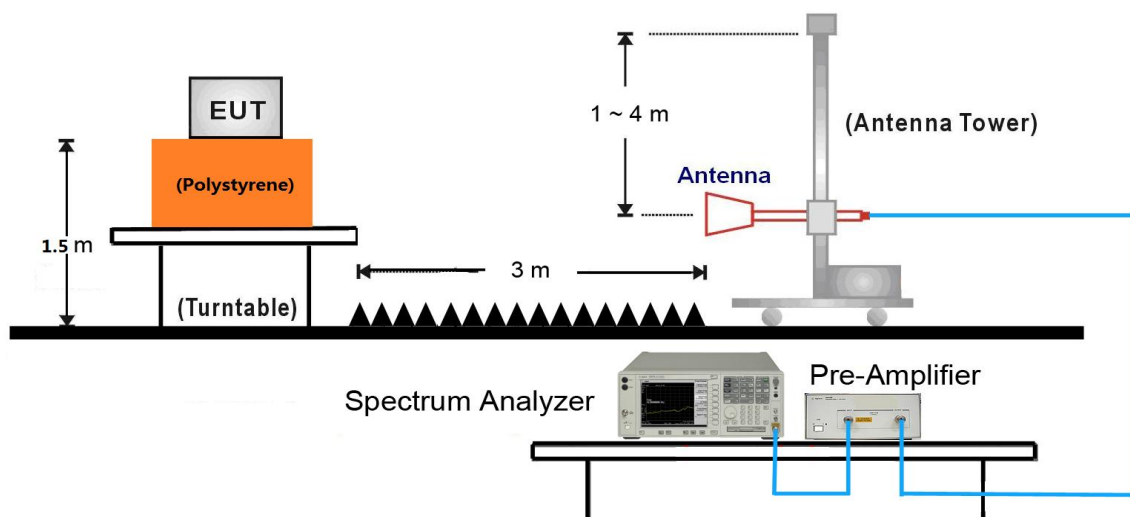 EUT
1 ~ 4 m
(Antenna Tower)
Antenna
(Polystyrene)
1.5 m
3 m
(Turntable)
Spectrum Analyzer
Pre-Amplifier